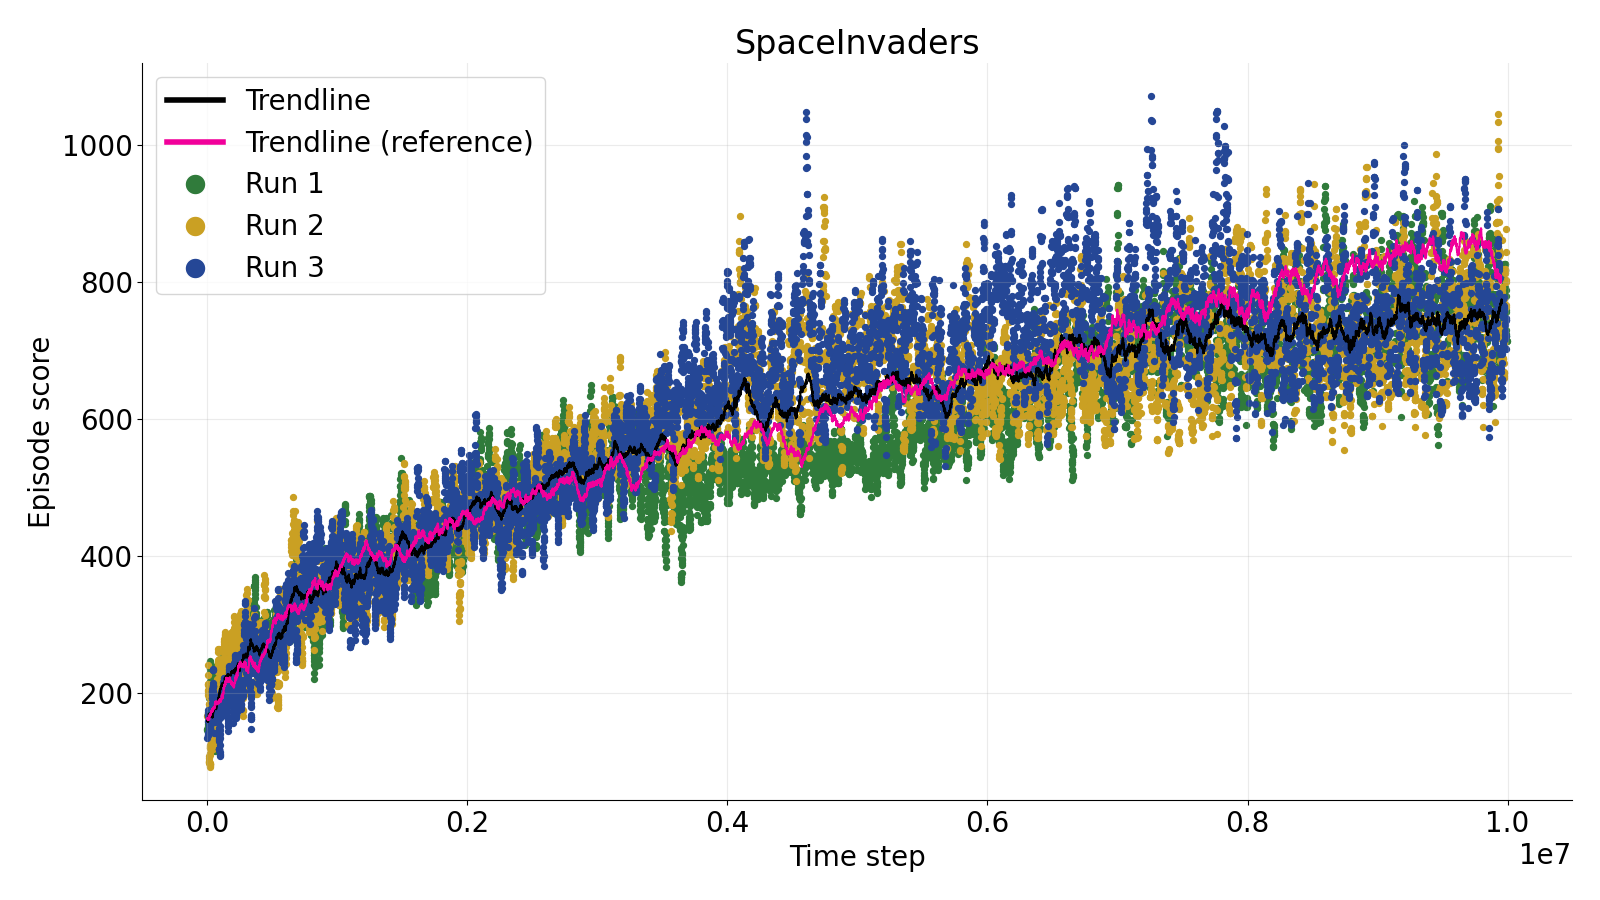 SpaceInvaders
Trendline
Trendline (reference)
Run 1
Run 2
Run 3
Episode score
1000
800
600
400
200
0.0
0.2
0.4
0.6
0.8
1.0
1e7
Time step